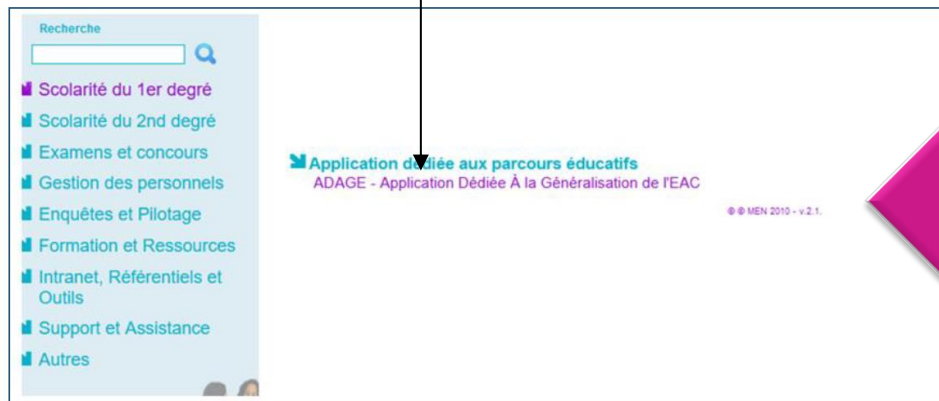 Recherche
Scolarité du 1er degré
Scolarité du 2nd degré
Examens et concours
Gestion des personnels
Enquêtes et Pilotage
Formation et Ressources
Intranet, Référentiels et
Outils
Support et Assistance
Autres
Application dédiée aux parcours éducatifs
ADAGE - Application Dédiée À la Généralisation de l'EAC
© © MEN 2010 - v.2.1.